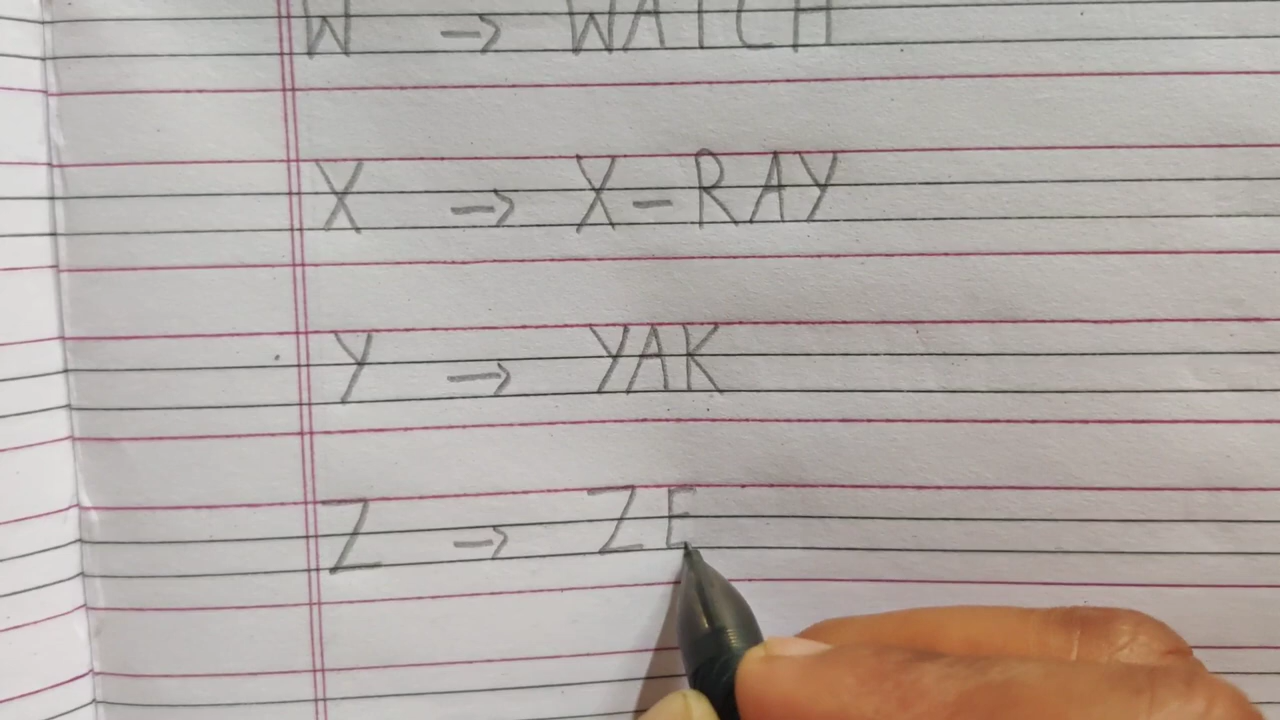 W → WATCH
X → X-RAY
Y → YAK
Z → ZE